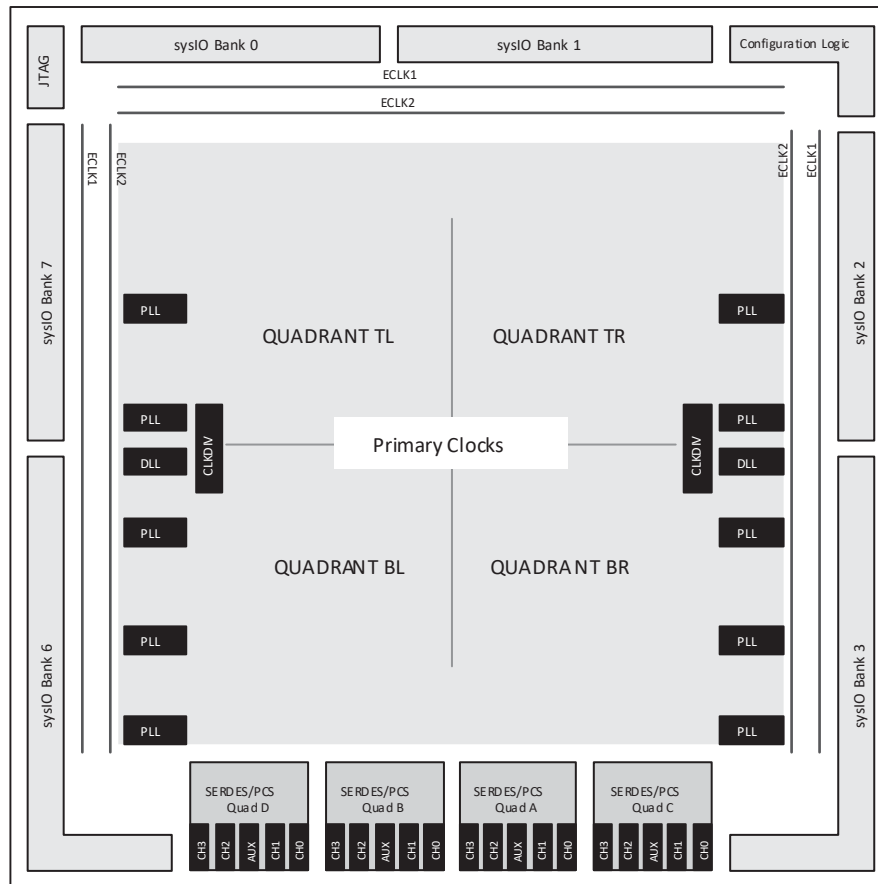 sysIO Bank 0
sysIO Bank 1
Configuration Logic
JTAG
ECLK1
ECLK2
ECLK1
ECLK2
ECLK2
ECLK1
sysIO Bank 7
sysIO Bank 2
PLL
PLL
QUADRANT TL
QUADRANT TR
PLL
PLL
CLKDIV
CLKDIV
Primary Clocks
DLL
DLL
PLL
PLL
QUADRANT BL
QUADRANT BR
PLL
PLL
sysIO Bank 6
sysIO Bank 3
PLL
PLL
SERDES/PCS
Quad D
CH3
CH2
AUX
CH1
CH0
SERDES/PCS
Quad B
CH3
CH2
AUX
CH1
CH0
SERDES/PCS
Quad A
CH3
CH2
AUX
CH1
CH0
SERDES/PCS
Quad C
CH3
CH2
AUX
CH1
CH0